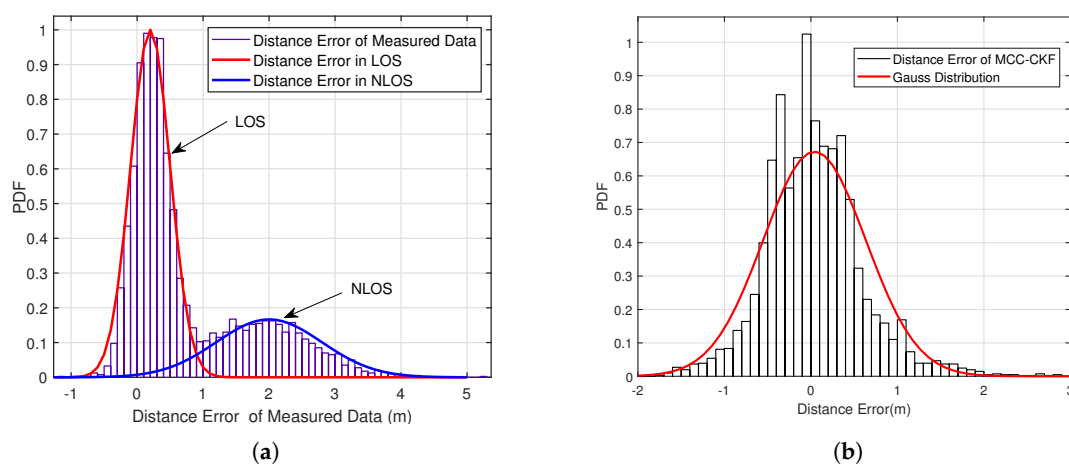 1
0.9
0.8
0.7
0.6
0.5
0.4
0.3
0.2
0.1
0
PDF
Distance Error of Measured Data
Distance Error in LOS
Distance Error in NLOS
LOS
NLOS
-1 0 1 2 3 4 5
Distance Error of Measured Data (m)
(a)
1
0.9
0.8
0.7
0.6
0.5
0.4
0.3
0.2
0.1
0
PDF
Distance Error of MCC-CKF
Gauss Distribution
-2 -1 0 1 2 3
Distance Error(m)
(b)